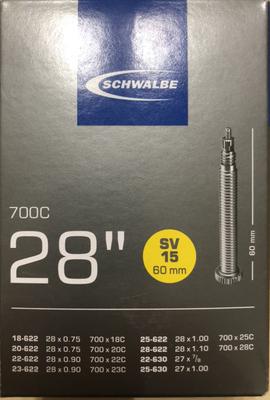 SCHWALBE
700C
28"
SV
15
60 mm
60 mm
18-622 28 x 0.75 700 x 18C
20-622 28 x 0.75 700 x 20C
22-622 28 x 0.90 700 x 22C
23-622 28 x 0.90 700 x 23C
25-622 28 x 1.00 700 x 25C
28-622 28 x 1.10 700 x 28C
22-630 27 x 7/8
25-630 27 x 1.00